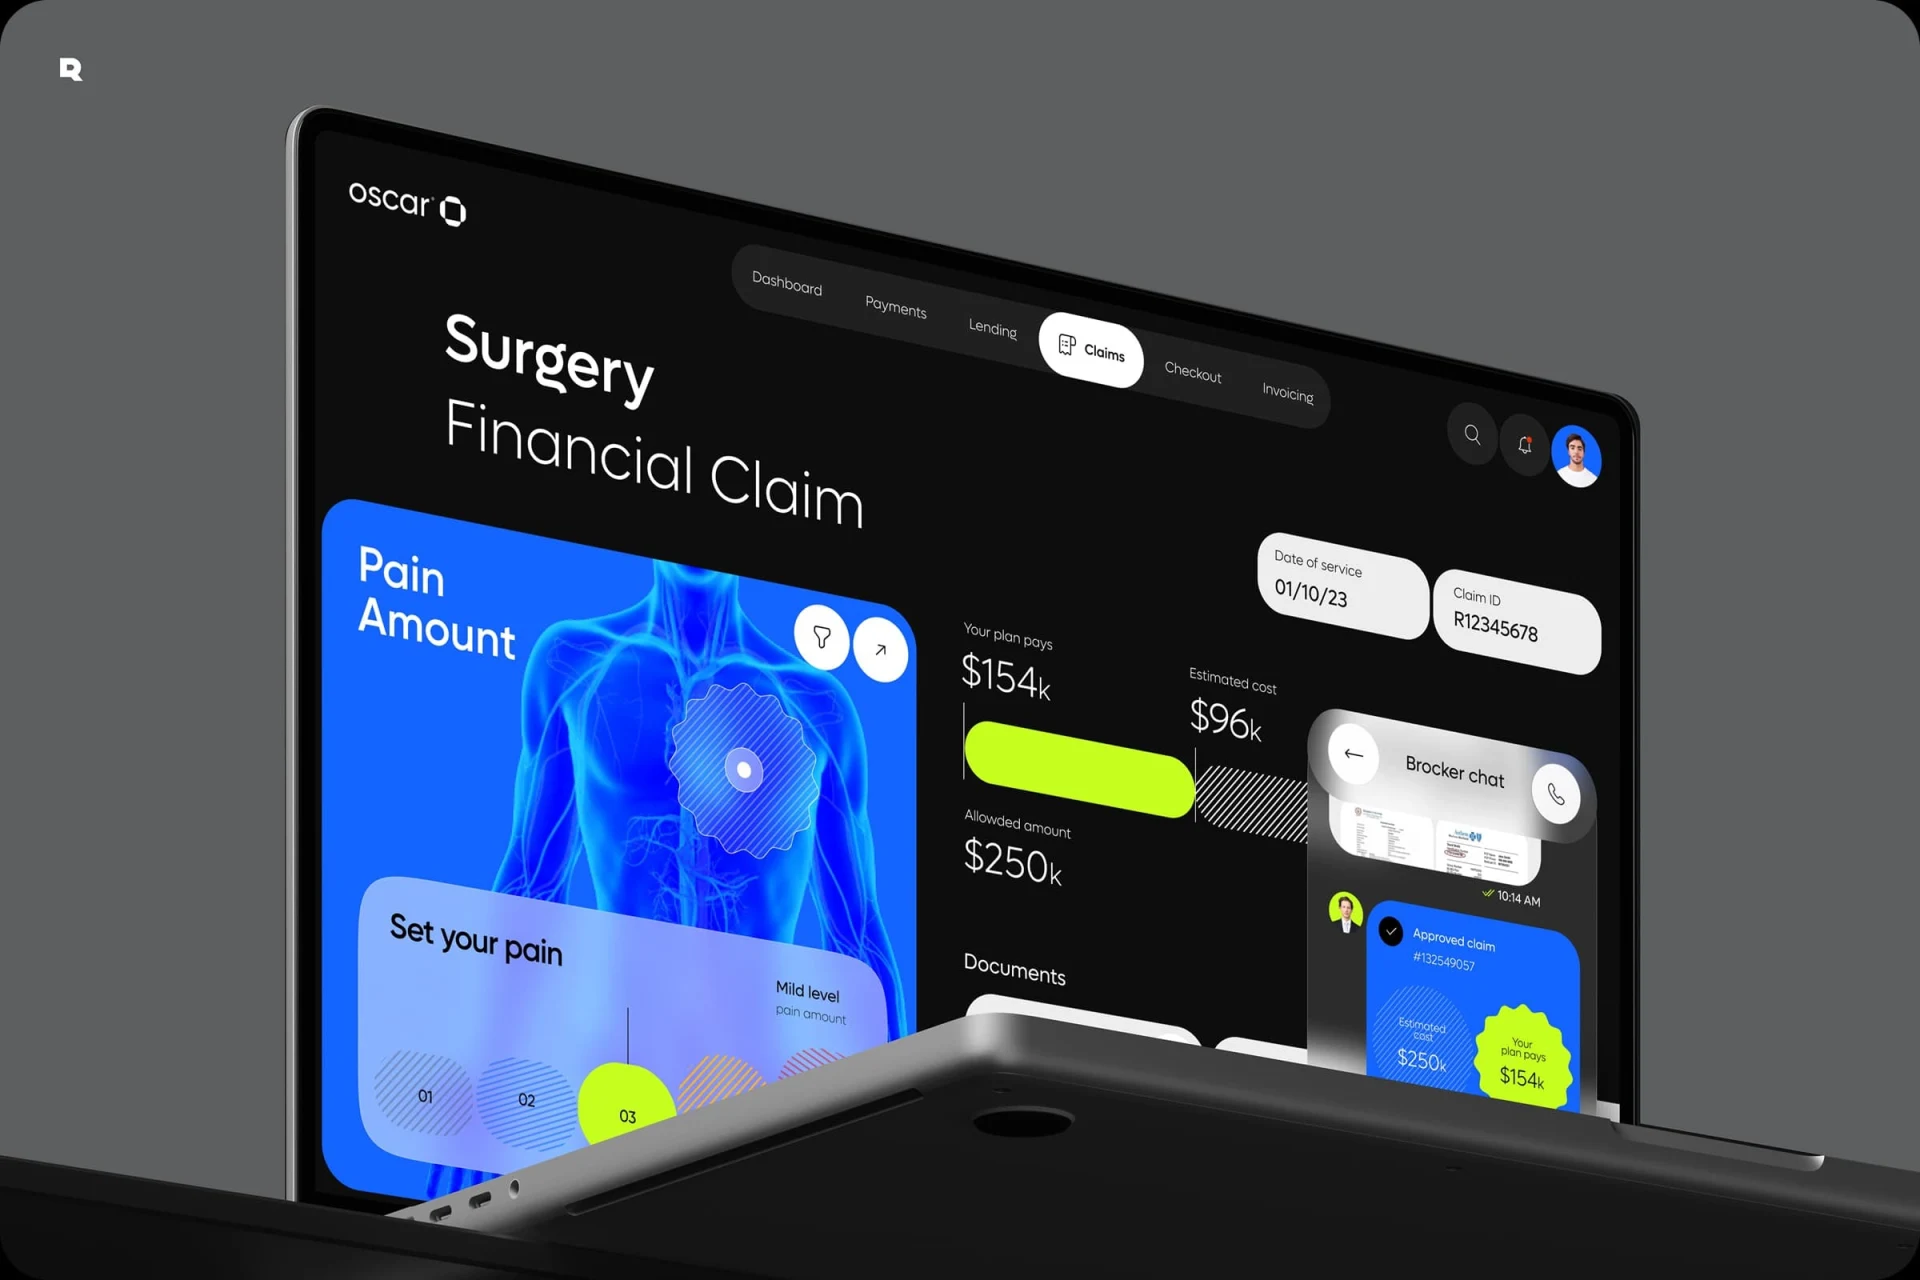 R
oscar
Dashboard
Payments
Lending
Claims
Checkout
Invoicing
Surgery
Financial Claim
Date of service
01/10/23
Claim ID
R12345678
Pain
Amount
Set your pain
Mild level
pain amount
01
02
03
Your plan pays
$154k
Estimated cost
$96k
Allowded amount
$250k
Documents
Brocker chat
10:14 AM
Approved claim
#132549057
Estimated
cost
$250k
Your
plan pays
$154k